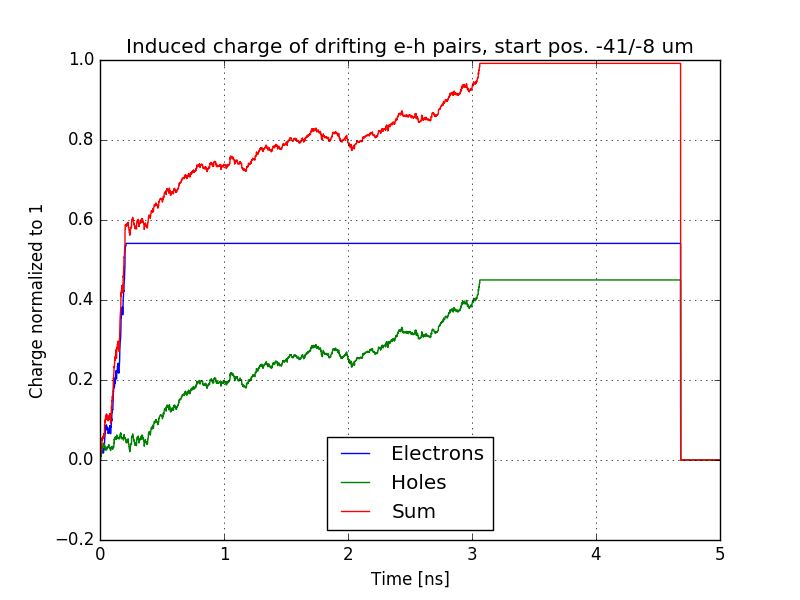 Induced charge of drifting e-h pairs, start pos. -41/-8 um
1.0
0.8
0.6
0.4
0.2
0.0
−0.2
Charge normalized to 1
Electrons
Holes
Sum
0 1 2 3 4 5
Time [ns]